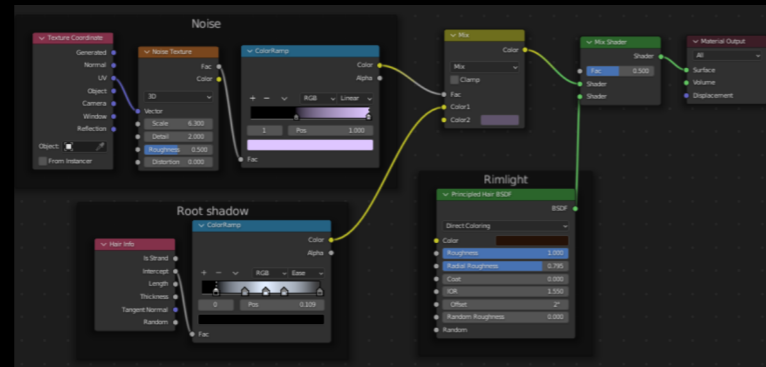 Noise
Texture Coordinate
Generated
Normal
UV
Object
Camera
Window
Reflection
Object:
From Instancer
Noise Texture
Fac
Color
3D
Vector
Scale 6.300
Detail 2.000
Roughness 0.500
Distortion 0.000
ColorRamp
Color
Alpha
RGB Linear
1 Pos 1.000
Fac
Mix
Color
Mix
Clamp
Fac
Color1
Color2
Mix Shader
Shader
Fac 0.500
Shader
Shader
Material Output
All
Surface
Volume
Displacement
Root shadow
Hair Info
Is Strand
Intercept
Length
Thickness
Tangent Normal
Random
ColorRamp
Color
Alpha
RGB Ease
0 Pos 0.109
Fac
Rimlight
Principled Hair BSDF
BSDF
Direct Coloring
Color
Roughness 1.000
Radial Roughness 0.795
Coat 0.000
IOR 1.550
Offset 2°
Random Roughness 0.000
Random